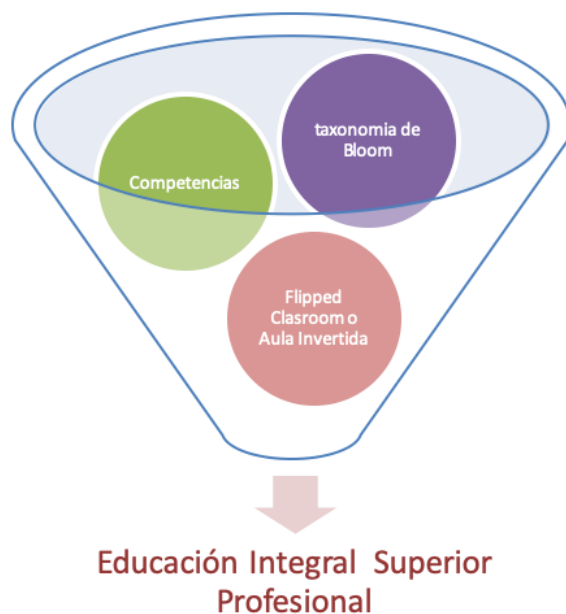 taxonomia de
Bloom
Competencias
Flipped
Clasroom o
Aula Invertida
Educación Integral Superior
Profesional